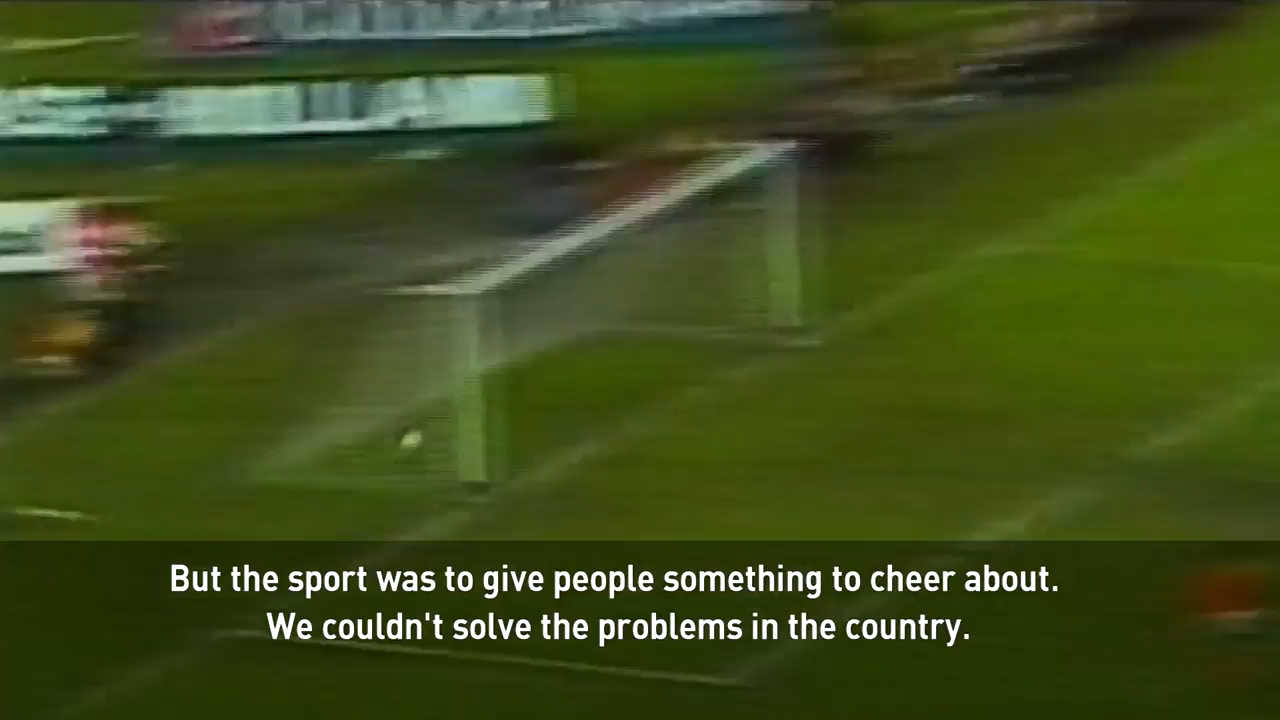 But the sport was to give people something to cheer about.
We couldn't solve the problems in the country.